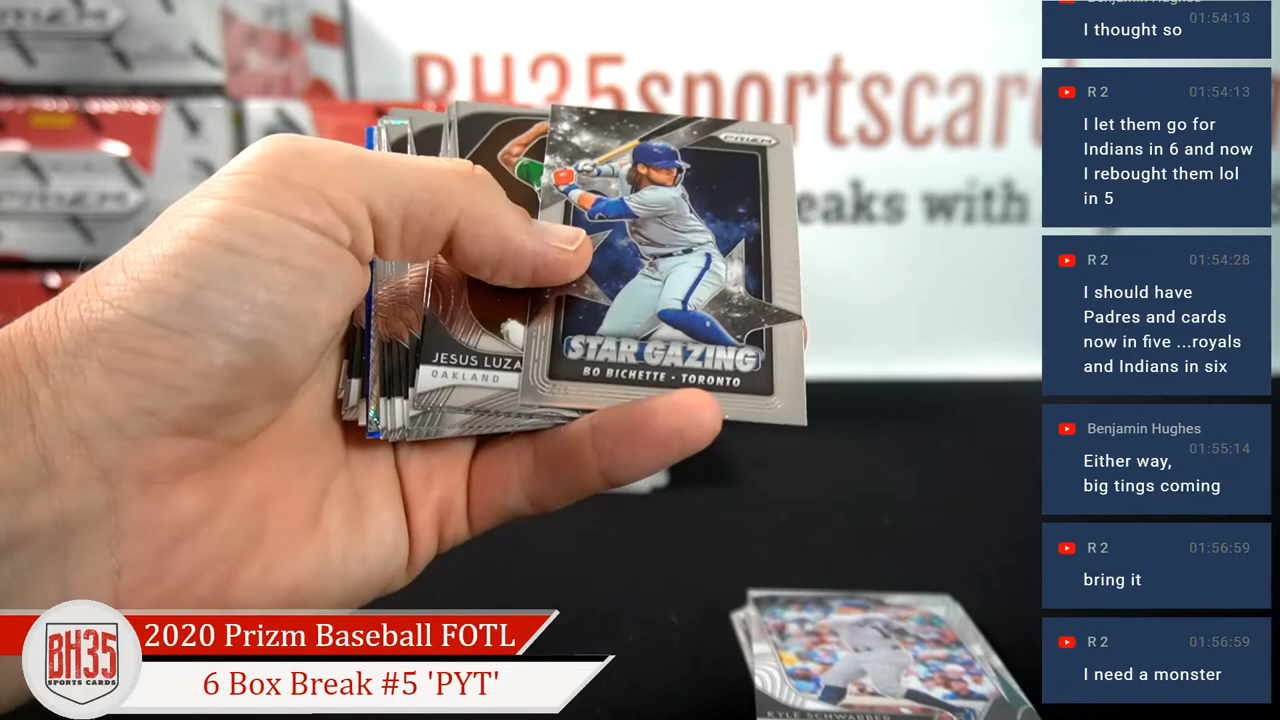 PRIZM
BH35sportscar
eaks with
PRIZM
STAR GAZING
BO BICHETTE • TORONTO
JESUS LUZA
OAKLAND
KYLE SCHWARBER
BH35
SPORTS CARDS
2020 Prizm Baseball FOTL
6 Box Break #5 'PYT'
Benjamin Hughes
01:54:13
I thought so
R 2
01:54:13
I let them go for
Indians in 6 and now
I rebought them lol
in 5
R 2
01:54:28
I should have
Padres and cards
now in five ...royals
and Indians in six
Benjamin Hughes
01:55:14
Either way,
big tings coming
R 2
01:56:59
bring it
R 2
01:56:59
I need a monster